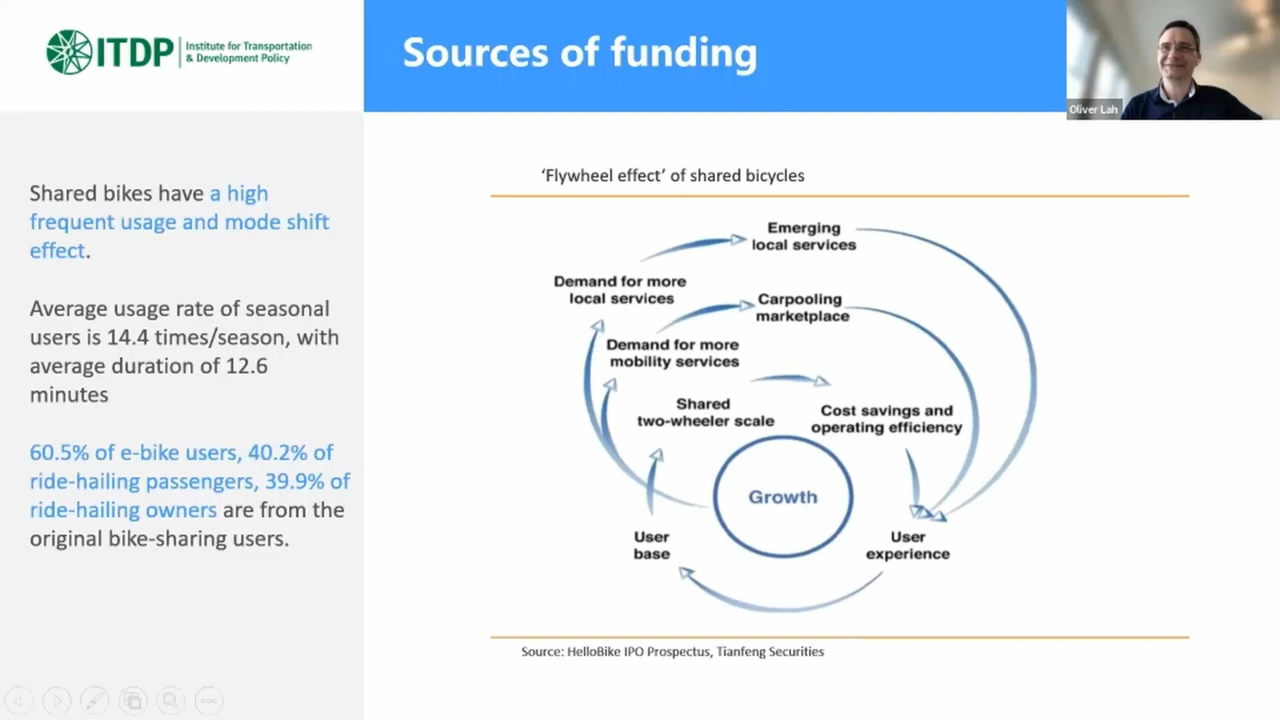 ITDP
Institute for Transportation
& Development Policy
Sources of funding
Oliver Lah
Shared bikes have a high
frequent usage and mode shift
effect.
Average usage rate of seasonal
users is 14.4 times/season, with
average duration of 12.6
minutes
60.5% of e-bike users, 40.2% of
ride-hailing passengers, 39.9% of
ride-hailing owners are from the
original bike-sharing users.
‘Flywheel effect’ of shared bicycles
Emerging
local services
Demand for more
local services
Carpooling
marketplace
Demand for more
mobility services
Shared
two-wheeler scale
Cost savings and
operating efficiency
Growth
User
base
User
experience
Source: HelloBike IPO Prospectus, Tianfeng Securities